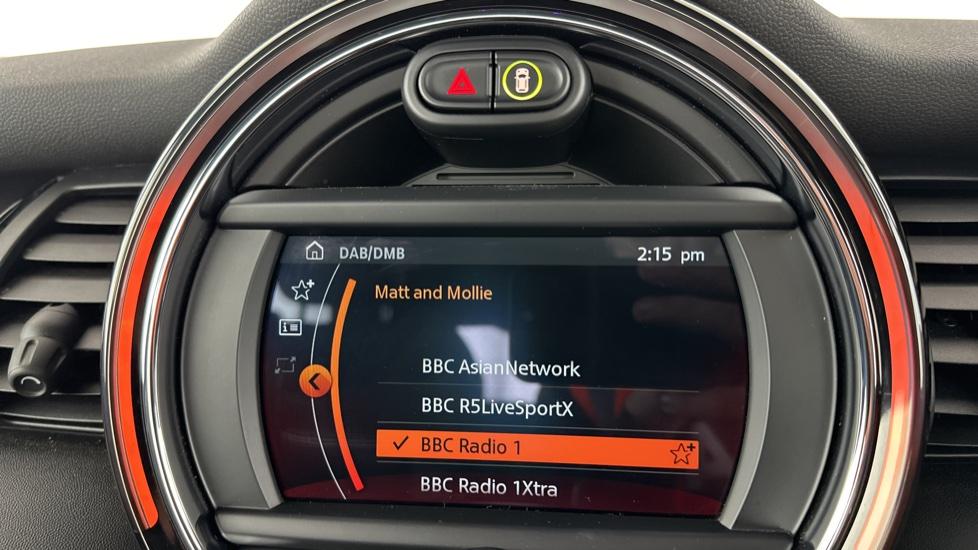 DAB/DMB 2:15 pm
Matt and Mollie
BBC AsianNetwork
BBC R5LiveSportX
BBC Radio 1
BBC Radio 1Xtra